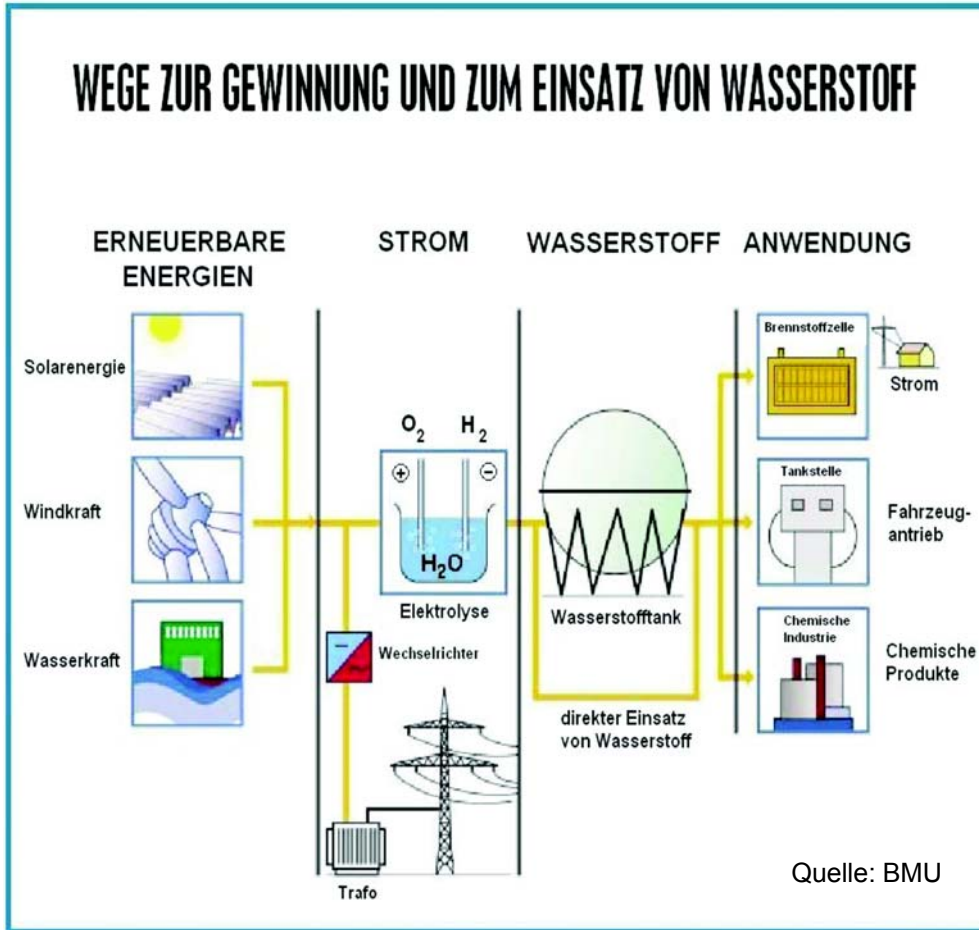 WEGE ZUR GEWINNUNG UND ZUM EINSATZ VON WASSERSTOFF
ERNEUERBARE
ENERGIEN
STROM
WASSERSTOFF
ANWENDUNG
Solarenergie
Windkraft
Wasserkraft
O2 H2
+ −
H2O
Elektrolyse
Wechselrichter
Trafo
Wasserstofftank
direkter Einsatz
von Wasserstoff
Brennstoffzelle
Strom
Tankstelle
Fahrzeug-
antrieb
Chemische
Industrie
Chemische
Produkte
Quelle: BMU